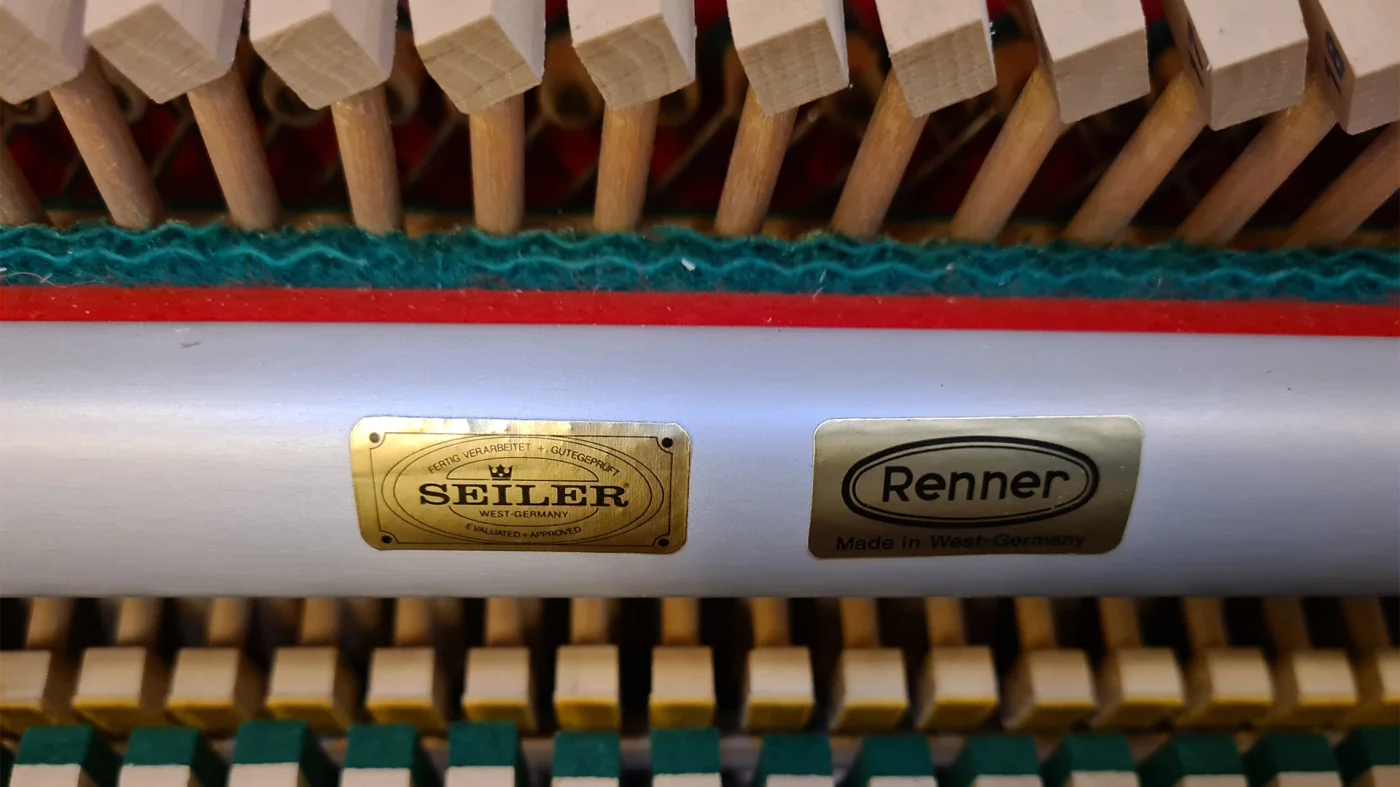 FERTIG VERARBEITET + GÜTEGEPRÜFT
SEILER
WEST-GERMANY
EVALUATED + APPROVED
Renner
Made in West-Germany